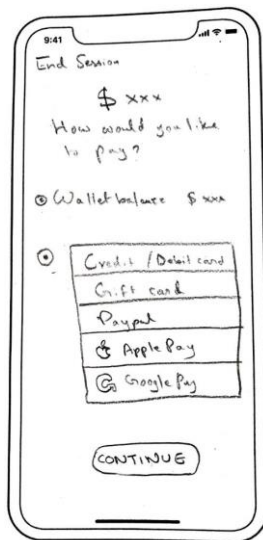 9:41
End Session
$ xxx
How would you like
to pay?
Wallet balance $ xxx
Credit / Debit card
Gift card
Paypal
Apple Pay
G Google Pay
CONTINUE